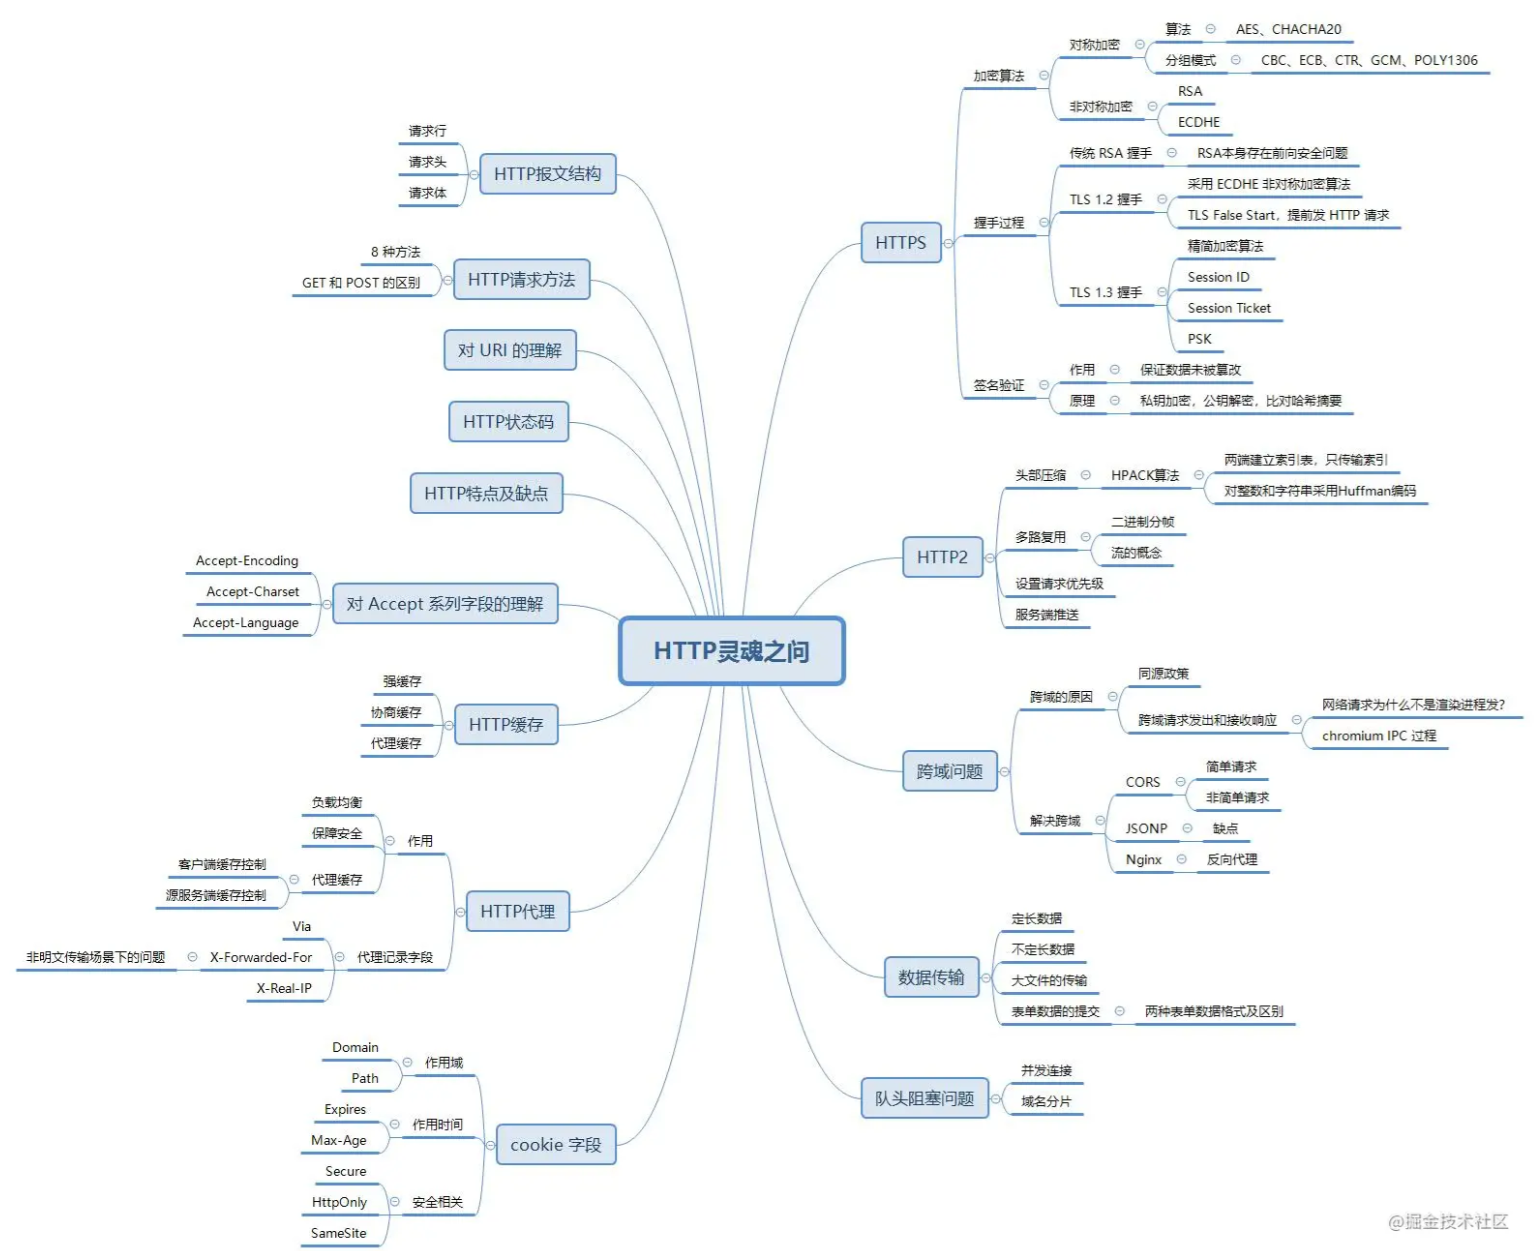 HTTP灵魂之问
HTTP报文结构
请求行
请求头
请求体
HTTP请求方法
8 种方法
GET 和 POST 的区别
对 URI 的理解
HTTP状态码
HTTP特点及缺点
对 Accept 系列字段的理解
Accept-Encoding
Accept-Charset
Accept-Language
HTTP缓存
强缓存
协商缓存
代理缓存
HTTP代理
作用
负载均衡
保障安全
代理缓存
客户端缓存控制
源服务端缓存控制
代理记录字段
Via
X-Forwarded-For
非明文传输场景下的问题
X-Real-IP
cookie 字段
作用域
Domain
Path
作用时间
Expires
Max-Age
安全相关
Secure
HttpOnly
SameSite
HTTPS
加密算法
对称加密
算法
AES、CHACHA20
分组模式
CBC、ECB、CTR、GCM、POLY1306
非对称加密
RSA
ECDHE
握手过程
传统 RSA 握手
RSA本身存在前向安全问题
TLS 1.2 握手
采用 ECDHE 非对称加密算法
TLS False Start，提前发 HTTP 请求
TLS 1.3 握手
精简加密算法
Session ID
Session Ticket
PSK
签名验证
作用
保证数据未被篡改
原理
私钥加密，公钥解密，比对哈希摘要
HTTP2
头部压缩
HPACK算法
两端建立索引表，只传输索引
对整数和字符串采用Huffman编码
多路复用
二进制分帧
流的概念
设置请求优先级
服务端推送
跨域问题
跨域的原因
同源政策
跨域请求发出和接收响应
网络请求为什么不是渲染进程发?
chromium IPC 过程
解决跨域
CORS
简单请求
非简单请求
JSONP
缺点
Nginx
反向代理
数据传输
定长数据
不定长数据
大文件的传输
表单数据的提交
两种表单数据格式及区别
队头阻塞问题
并发连接
域名分片
@掘金技术社区